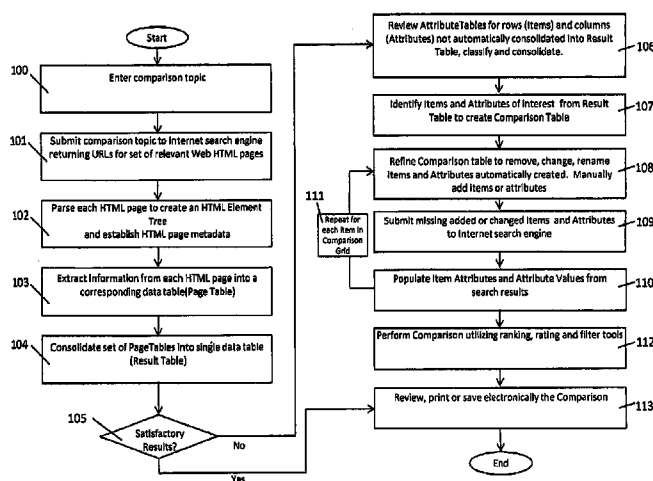 Start
100
Enter comparison topic
101
Submit comparison topic to Internet search engine
returning URLs for set of relevant Web HTML pages
102
Parse each HTML page to create an HTML Element
Tree
and establish HTML page metadata
103
Extract Information from each HTML page into a
corresponding data table(Page Table)
104
Consolidate set of PageTables into single data table
(Result Table)
105
Satisfactory
Results?
No
Yes
Review AttributeTables for rows (Items) and columns
(Attributes) not automatically consolidated into Result
Table, classify and consolidate.
106
Identify Items and Attributes of Interest from Result
Table to create Comparison Table
107
Refine Comparison table to remove, change, rename
Items and Attributes automatically created. Manually
add items or attributes
108
111
Repeat for
each item in
Comparison
Grid
Submit missing added or changed Items and Attributes
to Internet search engine
109
Populate Item Attributes and Attribute Values from
search results
110
Perform Comparison utilizing ranking, rating and filter tools
112
Review, print or save electronically the Comparison
113
End